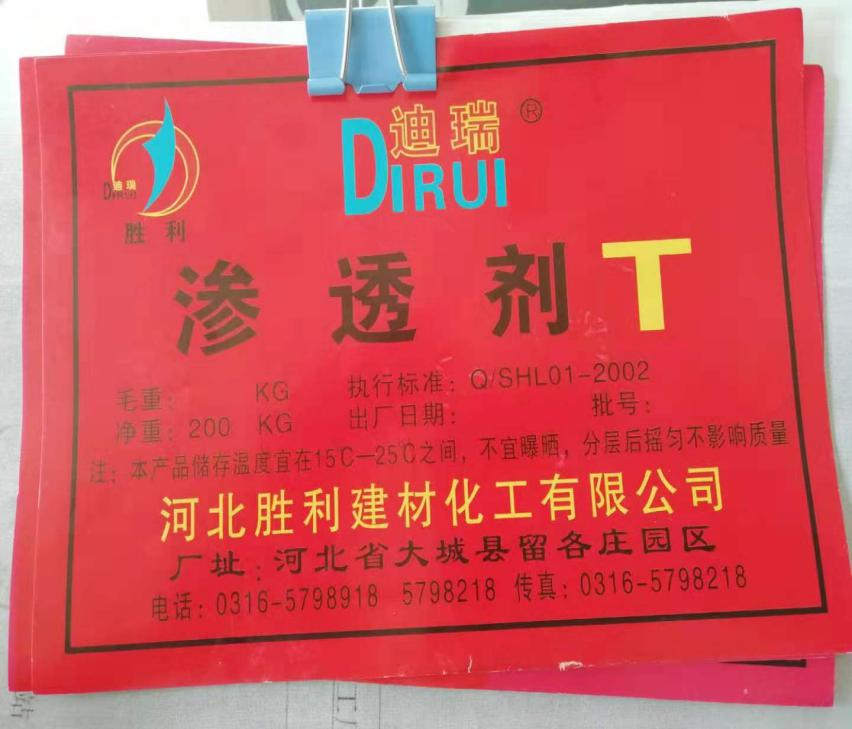 迪瑞®
DIRUI
迪瑞
DIRUI
胜利
渗透剂T
毛重: KG 执行标准: Q/SHL01-2002
净重: 200 KG 出厂日期: 批号:
注: 本产品储存温度宜在15℃—25℃之间, 不宜曝晒, 分层后摇匀不影响质量
河北胜利建材化工有限公司
厂址: 河北省大城县留各庄园区
电话: 0316-5798918 5798218 传真: 0316-5798218